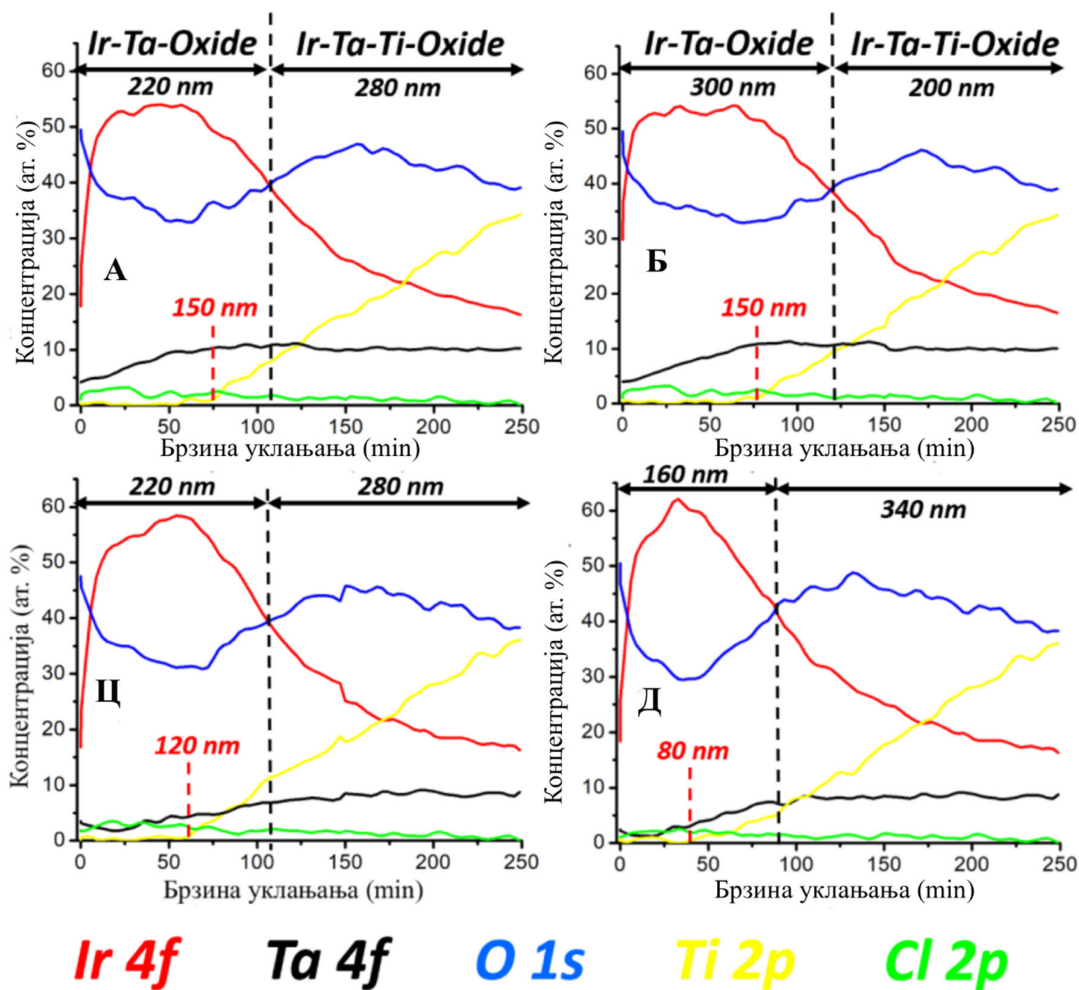 Ir-Ta-Oxide Ir-Ta-Ti-Oxide
220 nm 280 nm
60
50
40
30
20
10
0
Концентрација (ат. %)
А
150 nm
0 50 100 150 200 250
Брзина уклањања (min)
Ir-Ta-Oxide Ir-Ta-Ti-Oxide
300 nm 200 nm
60
50
40
30
20
10
0
Концентрација (ат. %)
Б
150 nm
0 50 100 150 200 250
Брзина уклањања (min)
220 nm 280 nm
60
50
40
30
20
10
0
Концентрација (ат. %)
Ц
120 nm
0 50 100 150 200 250
Брзина уклањања (min)
160 nm 340 nm
60
50
40
30
20
10
0
Концентрација (ат. %)
Д
80 nm
0 50 100 150 200 250
Брзина уклањања (min)
Ir 4f Ta 4f O 1s Ti 2p Cl 2p